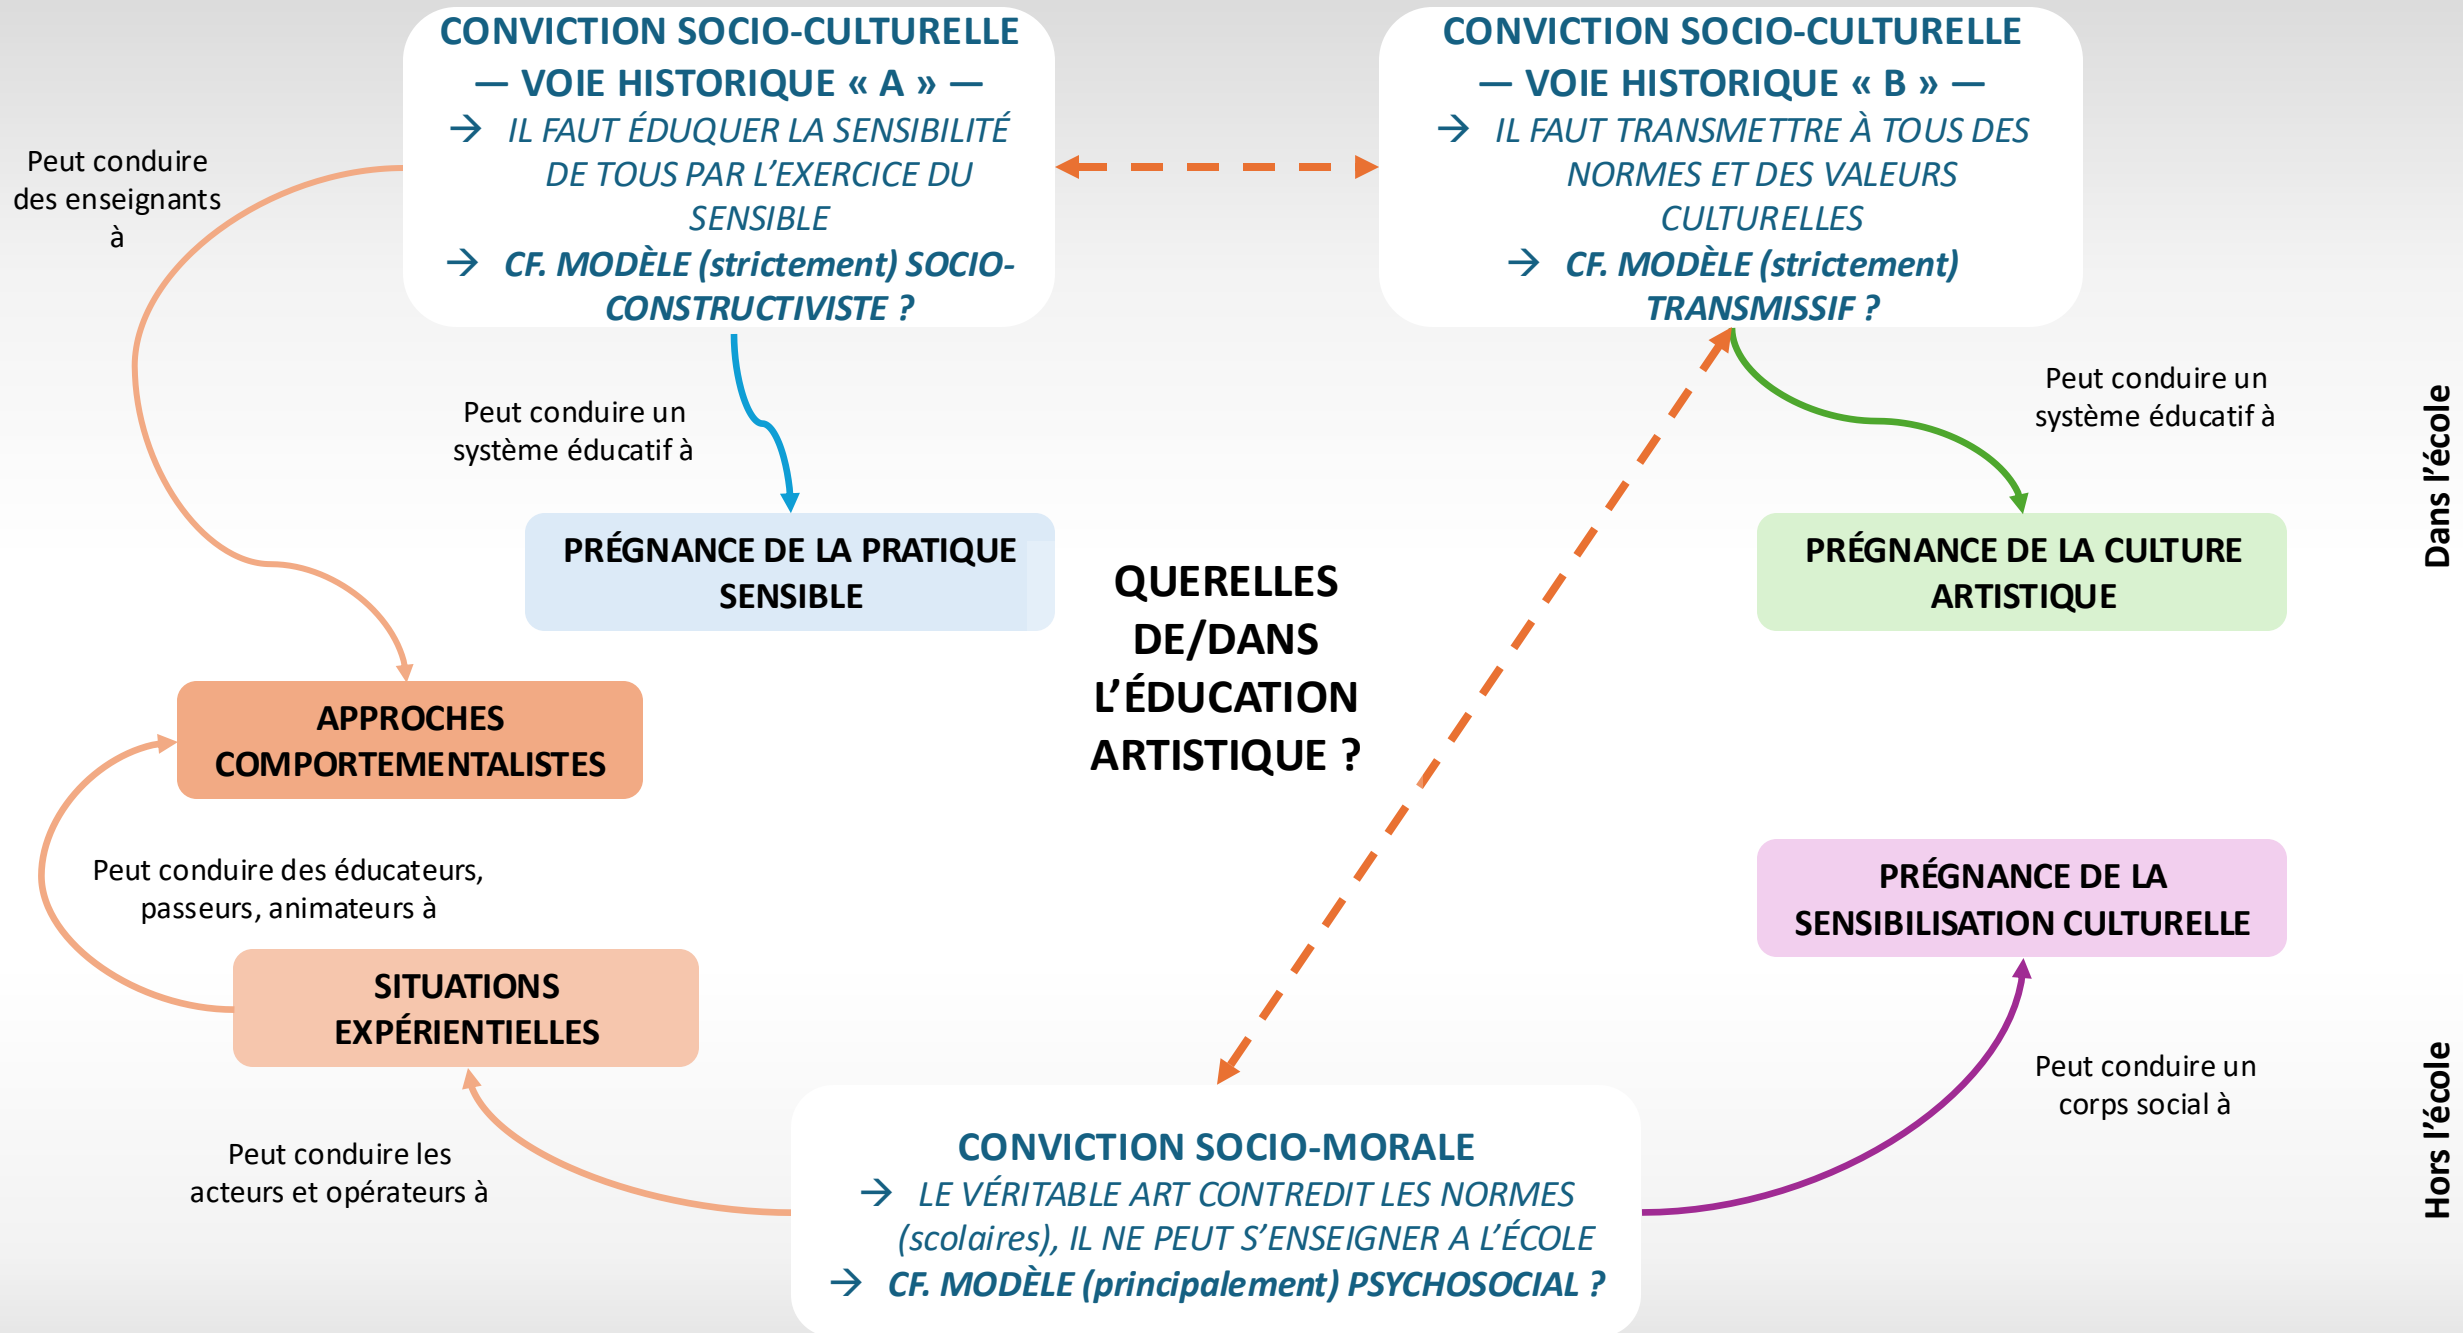 CONVICTION SOCIO-CULTURELLE
— VOIE HISTORIQUE « A » —
→ IL FAUT ÉDUQUER LA SENSIBILITÉ
DE TOUS PAR L’EXERCICE DU
SENSIBLE
→ CF. MODÈLE (strictement) SOCIO-
CONSTRUCTIVISTE ?
CONVICTION SOCIO-CULTURELLE
— VOIE HISTORIQUE « B » —
→ IL FAUT TRANSMETTRE À TOUS DES
NORMES ET DES VALEURS
CULTURELLES
→ CF. MODÈLE (strictement)
TRANSMISSIF ?
Peut conduire
des enseignants
à
Peut conduire un
système éducatif à
Peut conduire un
système éducatif à
Dans l’école
PRÉGNANCE DE LA PRATIQUE
SENSIBLE
QUERELLES
DE/DANS
L’ÉDUCATION
ARTISTIQUE ?
PRÉGNANCE DE LA CULTURE
ARTISTIQUE
APPROCHES
COMPORTEMENTALISTES
Peut conduire des éducateurs,
passeurs, animateurs à
PRÉGNANCE DE LA
SENSIBILISATION CULTURELLE
SITUATIONS
EXPÉRIENTIELLES
Peut conduire un
corps social à
Hors l’école
Peut conduire les
acteurs et opérateurs à
CONVICTION SOCIO-MORALE
→ LE VÉRITABLE ART CONTREDIT LES NORMES
(scolaires), IL NE PEUT S’ENSEIGNER A L’ÉCOLE
→ CF. MODÈLE (principalement) PSYCHOSOCIAL ?